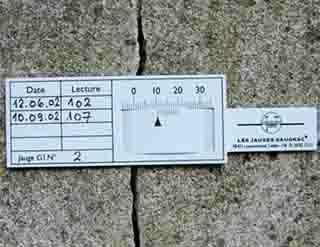 Date Lecture
12.06.02 102
10.09.02 107
Jauge G1.N° 2
0 10 20 30
LES JAUGES SAUGNAC